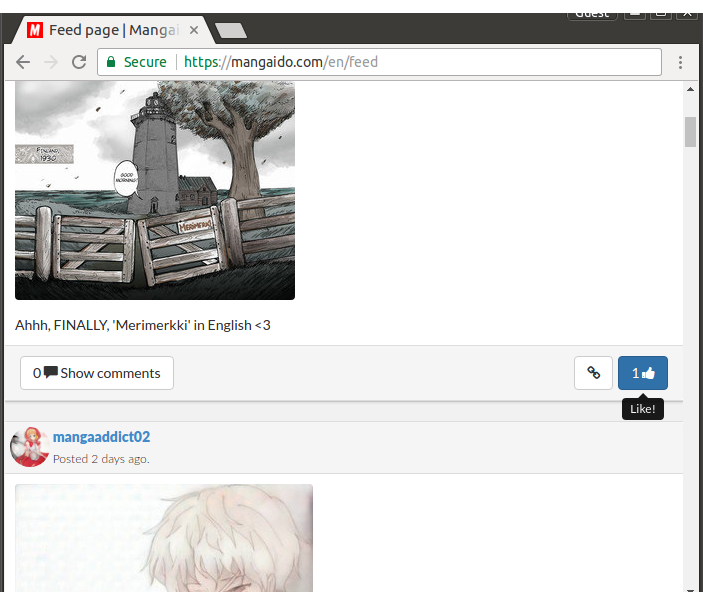 Guest
Feed page | Mangai
Secure
https://mangaido.com/en/feed
FINLAND,
1930
GOOD
MORNING!
MERIMERKKI
Ahhh, FINALLY, 'Merimerkki' in English <3
0 Show comments
1
Like!
mangaaddict02
Posted 2 days ago.